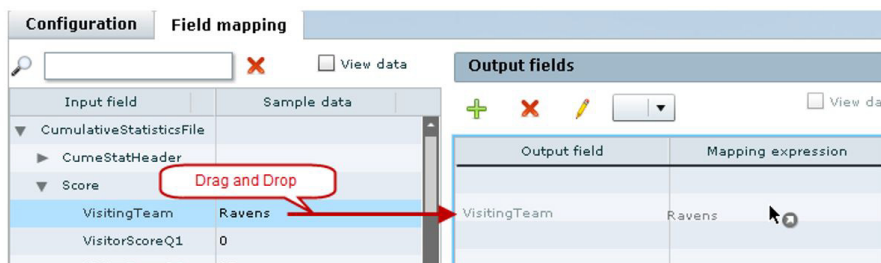 Configuration
Field mapping
View data
Input field
Sample data
CumulativeStatisticsFile
CumeStatHeader
Score
Drag and Drop
VisitingTeam
Ravens
VisitorScoreQ1
0
Output fields
View da
Output field
Mapping expression
VisitingTeam
Ravens